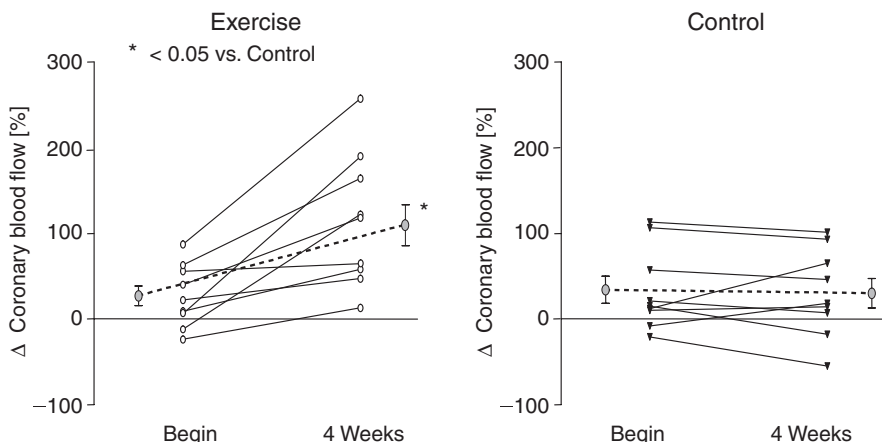 Exercise
* < 0.05 vs. Control
Δ Coronary blood flow [%]
300
200
100
*
0
−100
Begin 4 Weeks
Control
Δ Coronary blood flow [%]
300
200
100
0
−100
Begin 4 Weeks